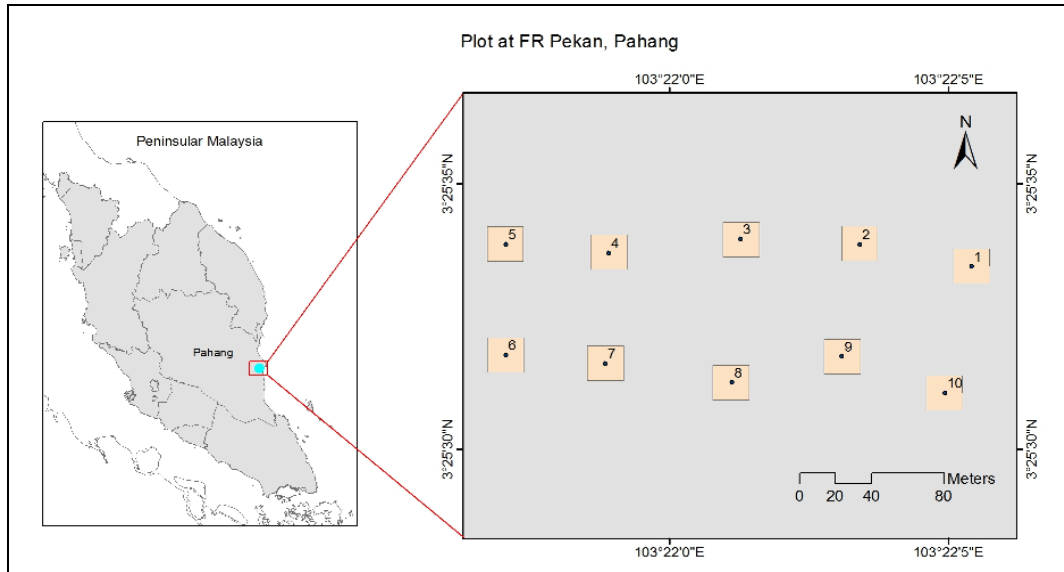 Plot at FR Pekan, Pahang
Peninsular Malaysia
Pahang
103°22'0"E
103°22'5"E
N
3°25'35"N
3°25'35"N
5
4
3
2
1
6
7
8
9
10
3°25'30"N
3°25'30"N
Meters
0 20 40 80
103°22'0"E
103°22'5"E